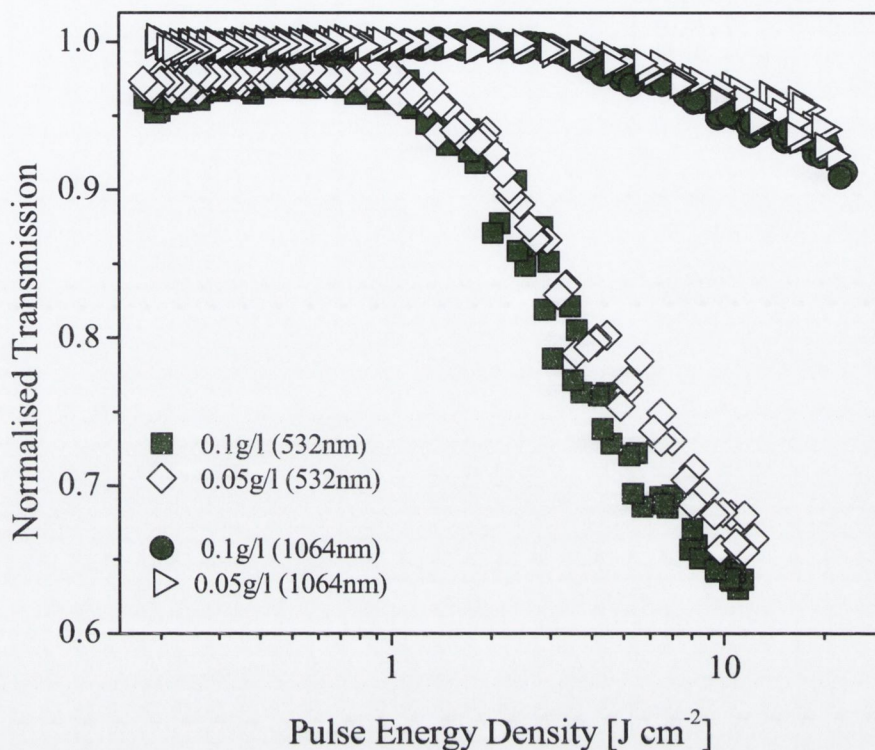 1.0
0.9
0.8
0.7
0.6
Normalised Transmission
0.1g/l (532nm)
0.05g/l (532nm)
0.1g/l (1064nm)
0.05g/l (1064nm)
1
10
Pulse Energy Density [J cm⁻²]